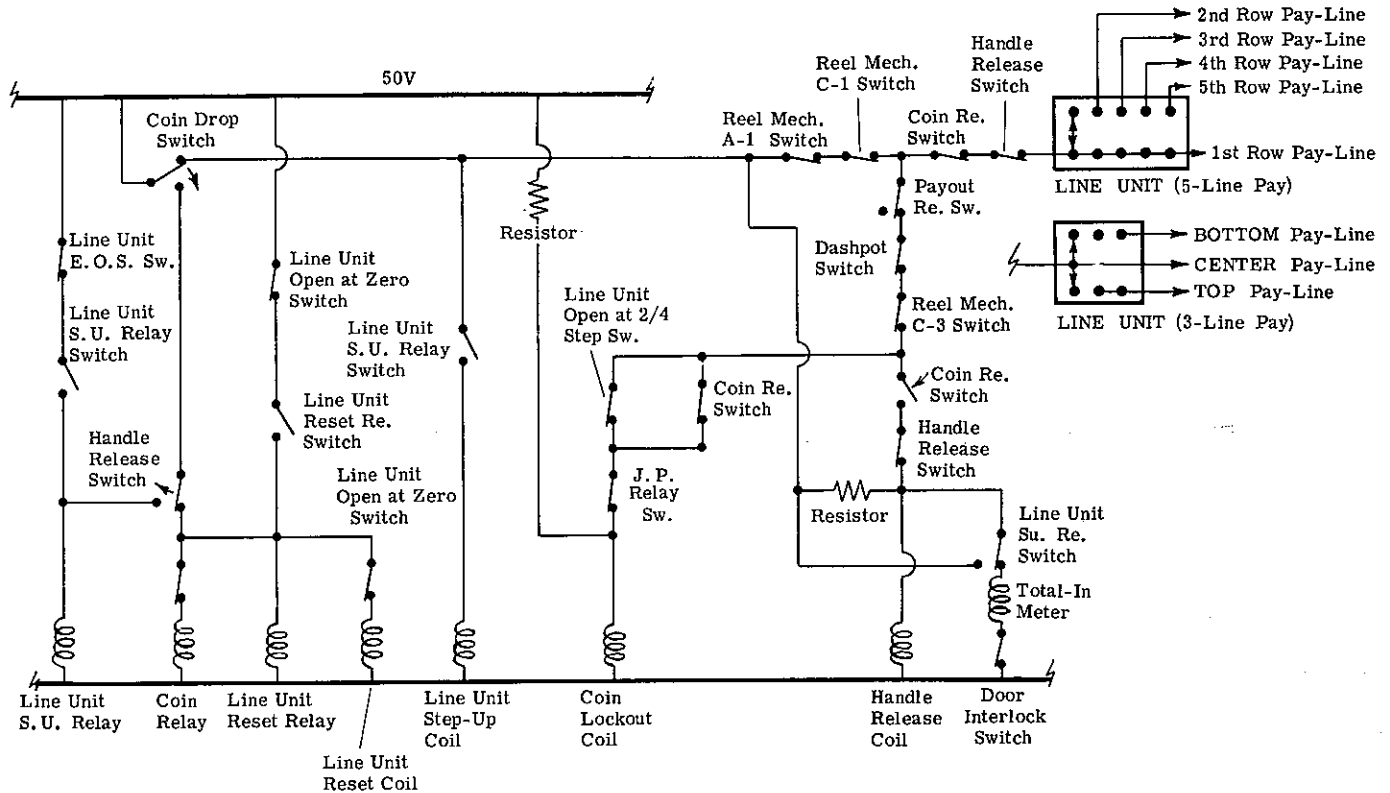 50V
Coin Drop
Switch
Line Unit
E. O. S. Sw.
Line Unit
S. U. Relay
Switch
Handle
Release
Switch
Line Unit
Open at Zero
Switch
Line Unit
Reset Re.
Switch
Line Unit
Open at Zero
Switch
Line Unit
S. U. Relay
Switch
Resistor
Line Unit
Open at 2/4
Step Sw.
Coin Re.
Switch
J. P.
Relay
Sw.
Reel Mech.
A-1 Switch
Reel Mech.
C-1 Switch
Coin Re.
Switch
Handle
Release
Switch
Payout
Re. Sw.
Dashpot
Switch
Reel Mech.
C-3 Switch
Coin Re.
Switch
Handle
Release
Switch
Resistor
Line Unit
Su. Re.
Switch
Total-In
Meter
2nd Row Pay-Line
3rd Row Pay-Line
4th Row Pay-Line
5th Row Pay-Line
1st Row Pay-Line
LINE UNIT (5-Line Pay)
BOTTOM Pay-Line
CENTER Pay-Line
TOP Pay-Line
LINE UNIT (3-Line Pay)
Line Unit
S. U. Relay
Coin
Relay
Line Unit
Reset Relay
Line Unit
Reset Coil
Line Unit
Step-Up
Coil
Coin
Lockout
Coil
Handle
Release
Coil
Door
Interlock
Switch